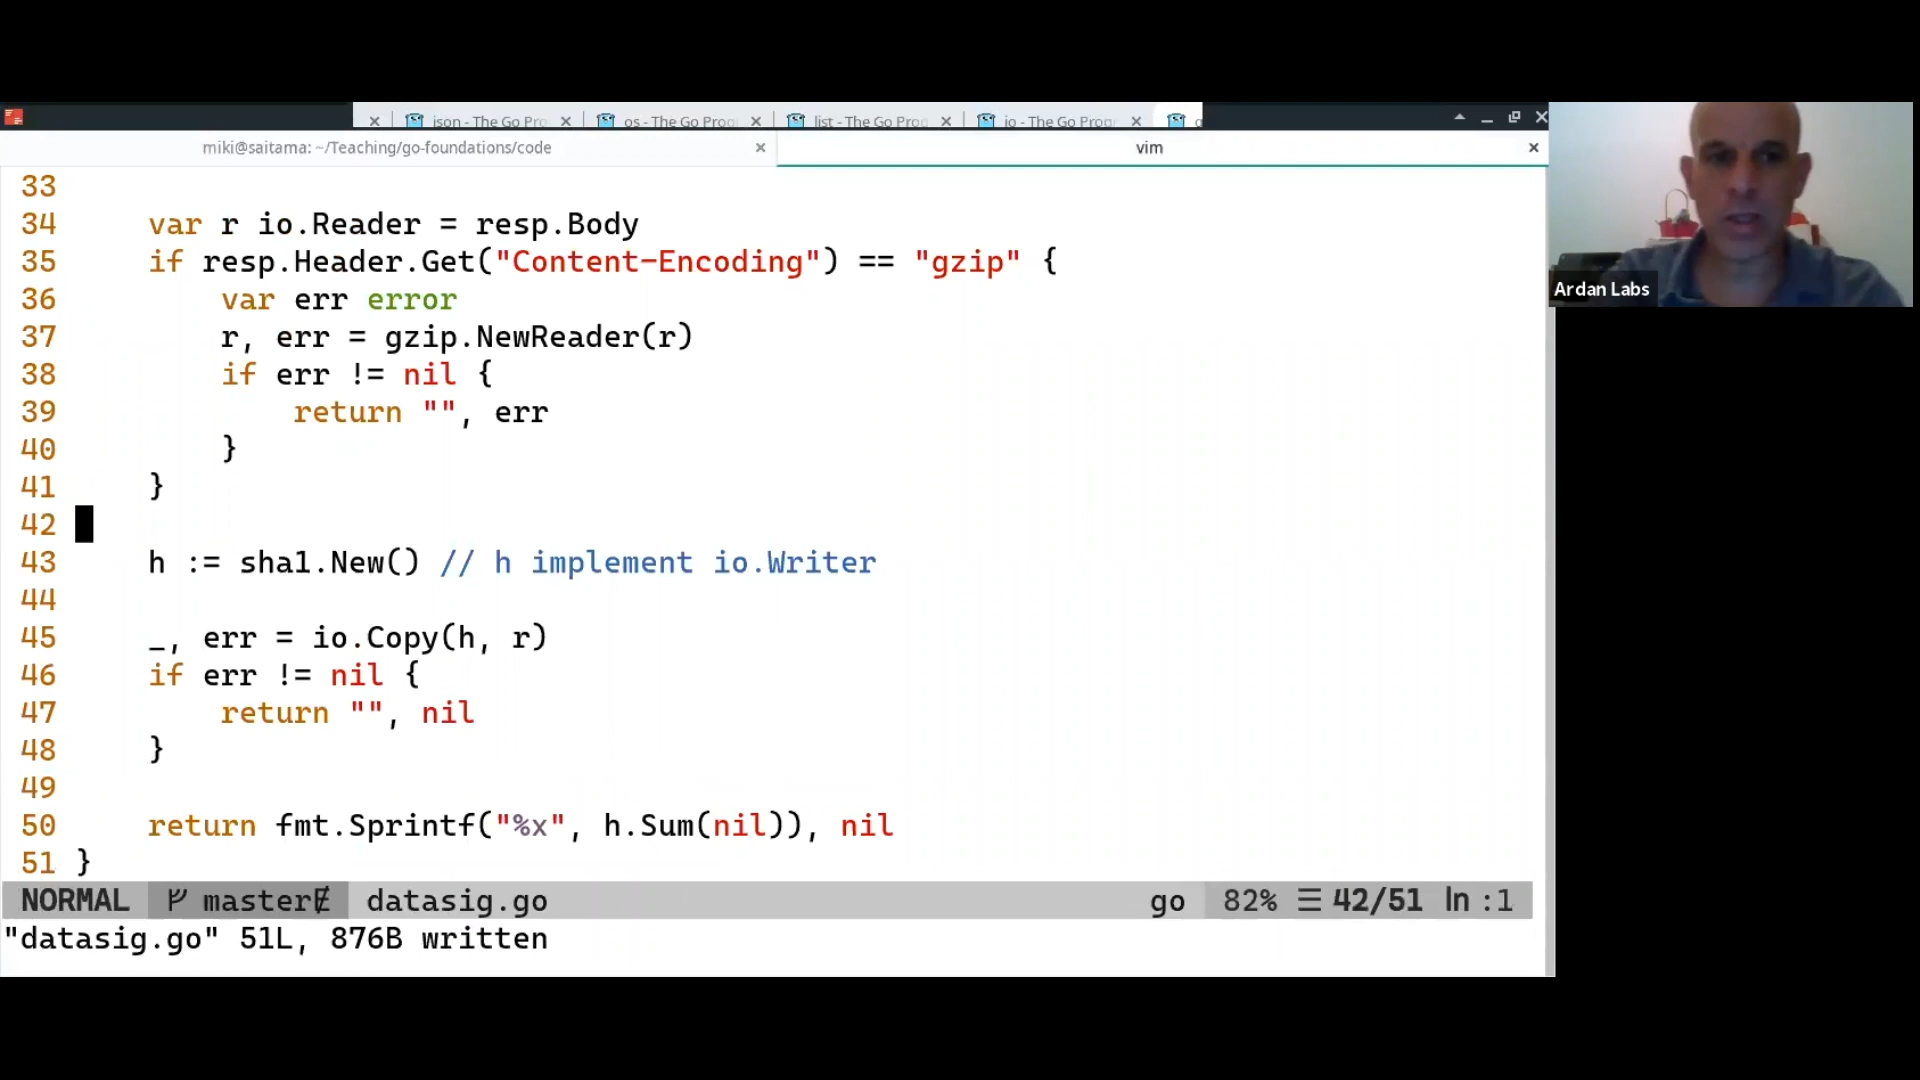 json - The Go Pro
os - The Go Prog
list - The Go Prog
io - The Go Progr
miki@saitama: ~/Teaching/go-foundations/code
vim
33
34 var r io.Reader = resp.Body
35 if resp.Header.Get("Content-Encoding") == "gzip" {
36 var err error
37 r, err = gzip.NewReader(r)
38 if err != nil {
39 return "", err
40 }
41 }
42
43 h := sha1.New() // h implement io.Writer
44
45 _, err = io.Copy(h, r)
46 if err != nil {
47 return "", nil
48 }
49
50 return fmt.Sprintf("%x", h.Sum(nil)), nil
51 }
NORMAL master datasig.go go 82% ☰ 42/51 ln :1
"datasig.go" 51L, 876B written
Ardan Labs